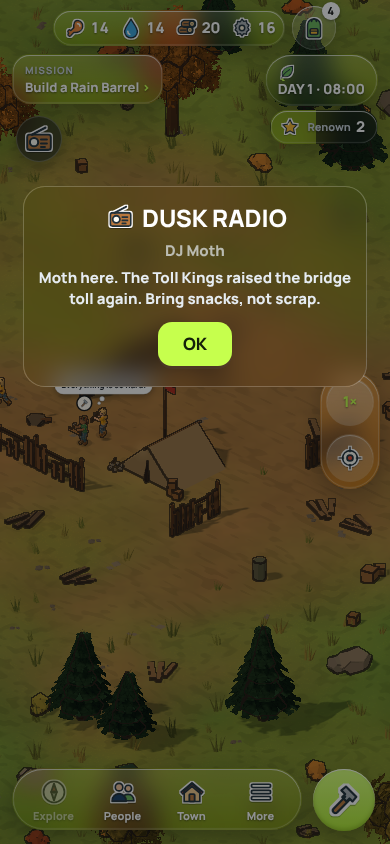 4
14 14 20 16
MISSION
Build a Rain Barrel ›
DAY 1 · 08:00
Renown 2
DUSK RADIO
DJ Moth
Moth here. The Toll Kings raised the bridge
toll again. Bring snacks, not scrap.
OK
1×
Explore People Town More